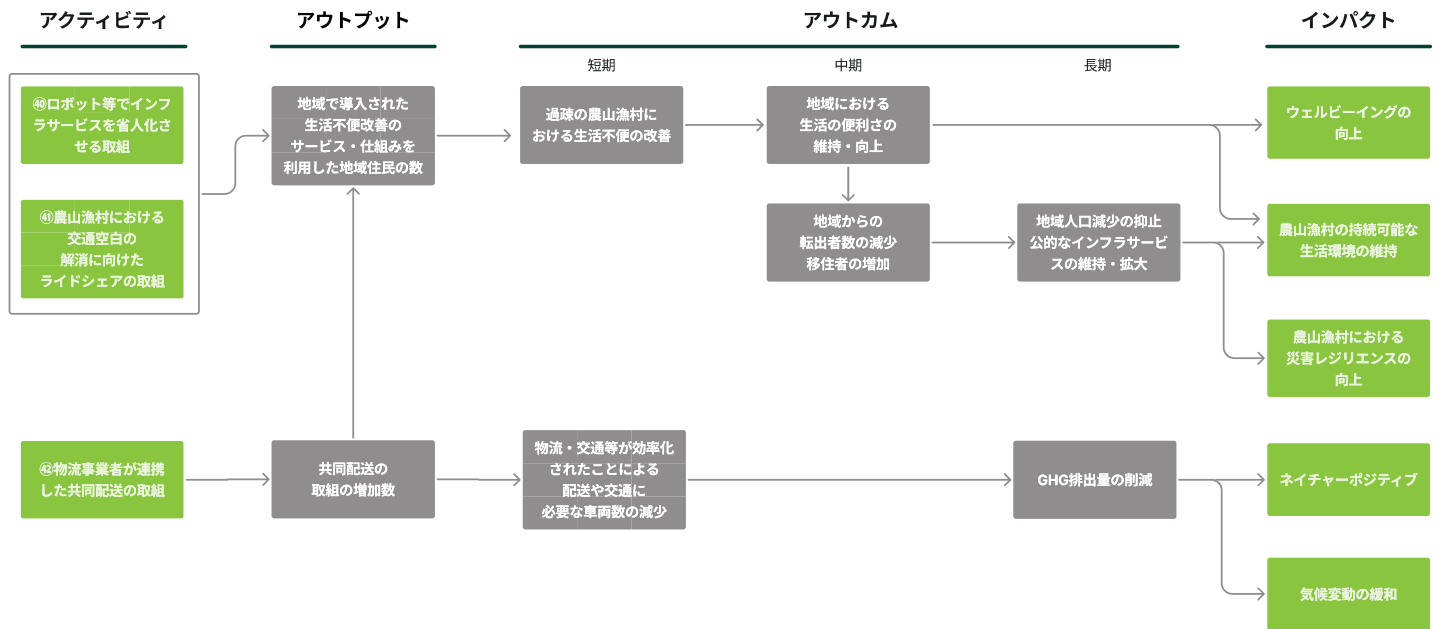 アクティビティ
アウトプット
アウトカム
インパクト
短期
中期
長期
㊵ロボット等でインフ
ラサービスを省人化さ
せる取組
㊶農山漁村における
交通空白の
解消に向けた
ライドシェアの取組
地域で導入された
生活不便改善の
サービス・仕組みを
利用した地域住民の数
過疎の農山漁村に
おける生活不便の改善
地域における
生活の便利さの
維持・向上
地域からの
転出者数の減少
移住者の増加
地域人口減少の抑止
公的なインフラサービ
スの維持・拡大
ウェルビーイングの
向上
農山漁村の持続可能な
生活環境の維持
農山漁村における
災害レジリエンスの
向上
㊷物流事業者が連携
した共同配送の取組
共同配送の
取組の増加数
物流・交通等が効率化
されたことによる
配送や交通に
必要な車両数の減少
GHG排出量の削減
ネイチャーポジティブ
気候変動の緩和